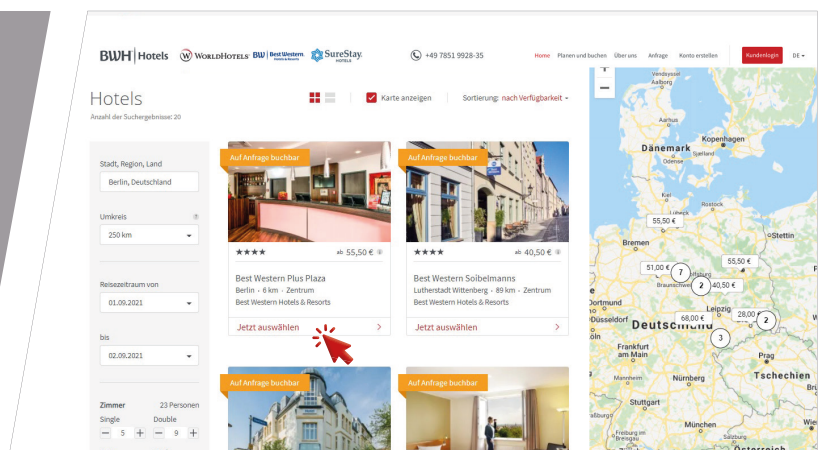 BWH Hotels
WORLDHOTELS
BW Best Western
Hotels & Resorts
SureStay
HOTELS
+49 7851 9928-35
Home Planen und buchen Über uns Anfrage Konto erstellen
Kundenlogin
DE
Hotels
Anzahl der Suchergebnisse: 20
Karte anzeigen
Sortierung: nach Verfügbarkeit
Stadt, Region, Land
Berlin, Deutschland
Umkreis
250 km
Reisezeitraum von
01.09.2021
bis
02.09.2021
Zimmer 23 Personen
Single Double
− 5 + − 9 +
Auf Anfrage buchbar
★★★★ ab 55,50 €
Best Western Plus Plaza
Berlin - 6 km - Zentrum
Best Western Hotels & Resorts
Jetzt auswählen >
Auf Anfrage buchbar
★★★★ ab 40,50 €
Best Western Soibelmanns
Lutherstadt Wittenberg - 89 km - Zentrum
Best Western Hotels & Resorts
Jetzt auswählen >
Auf Anfrage buchbar
Auf Anfrage buchbar
+
−
Vendsyssel
Aalborg
Aarhus
Kopenhagen
Dänemark
Sjælland
Odense
Kiel
Rostock
Lübeck
55,50 €
Stettin
Bremen
51,00 €
7
55,50 €
Wolfsburg
Braunschweig
2
40,50 €
Dortmund
Leipzig
28,00 €
2
Düsseldorf
68,00 €
Deutschland
3
Köln
Frankfurt
am Main
Prag
Tschechien
Mannheim
Nürnberg
Stuttgart
München
Freiburg im
Breisgau
Salzburg
Österreich